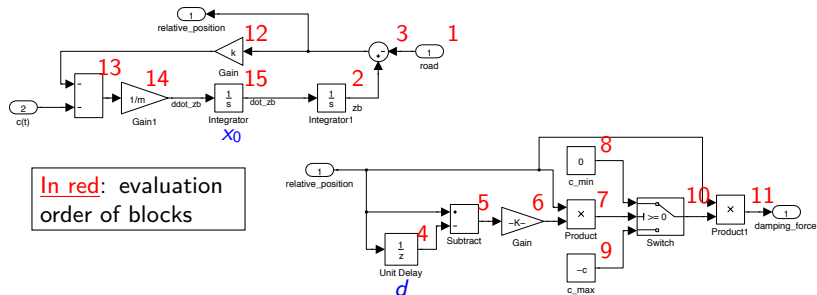 1
relative_position
12
3
1
k
Gain
+
-
1
road
13
14
15
2
-
-
1/m
1
s
1
s
2
c(t)
Gain1
ddot_zb
Integrator
dot_zb
Integrator1
zb
x0
In red: evaluation
order of blocks
8
1
relative_position
0
c_min
5
6
7
10
11
+
-
-K-
×
>= 0
×
1
damping_force
Subtract
Gain
Product
Switch
Product1
4
1
z
Unit Delay
d
9
-c
c_max